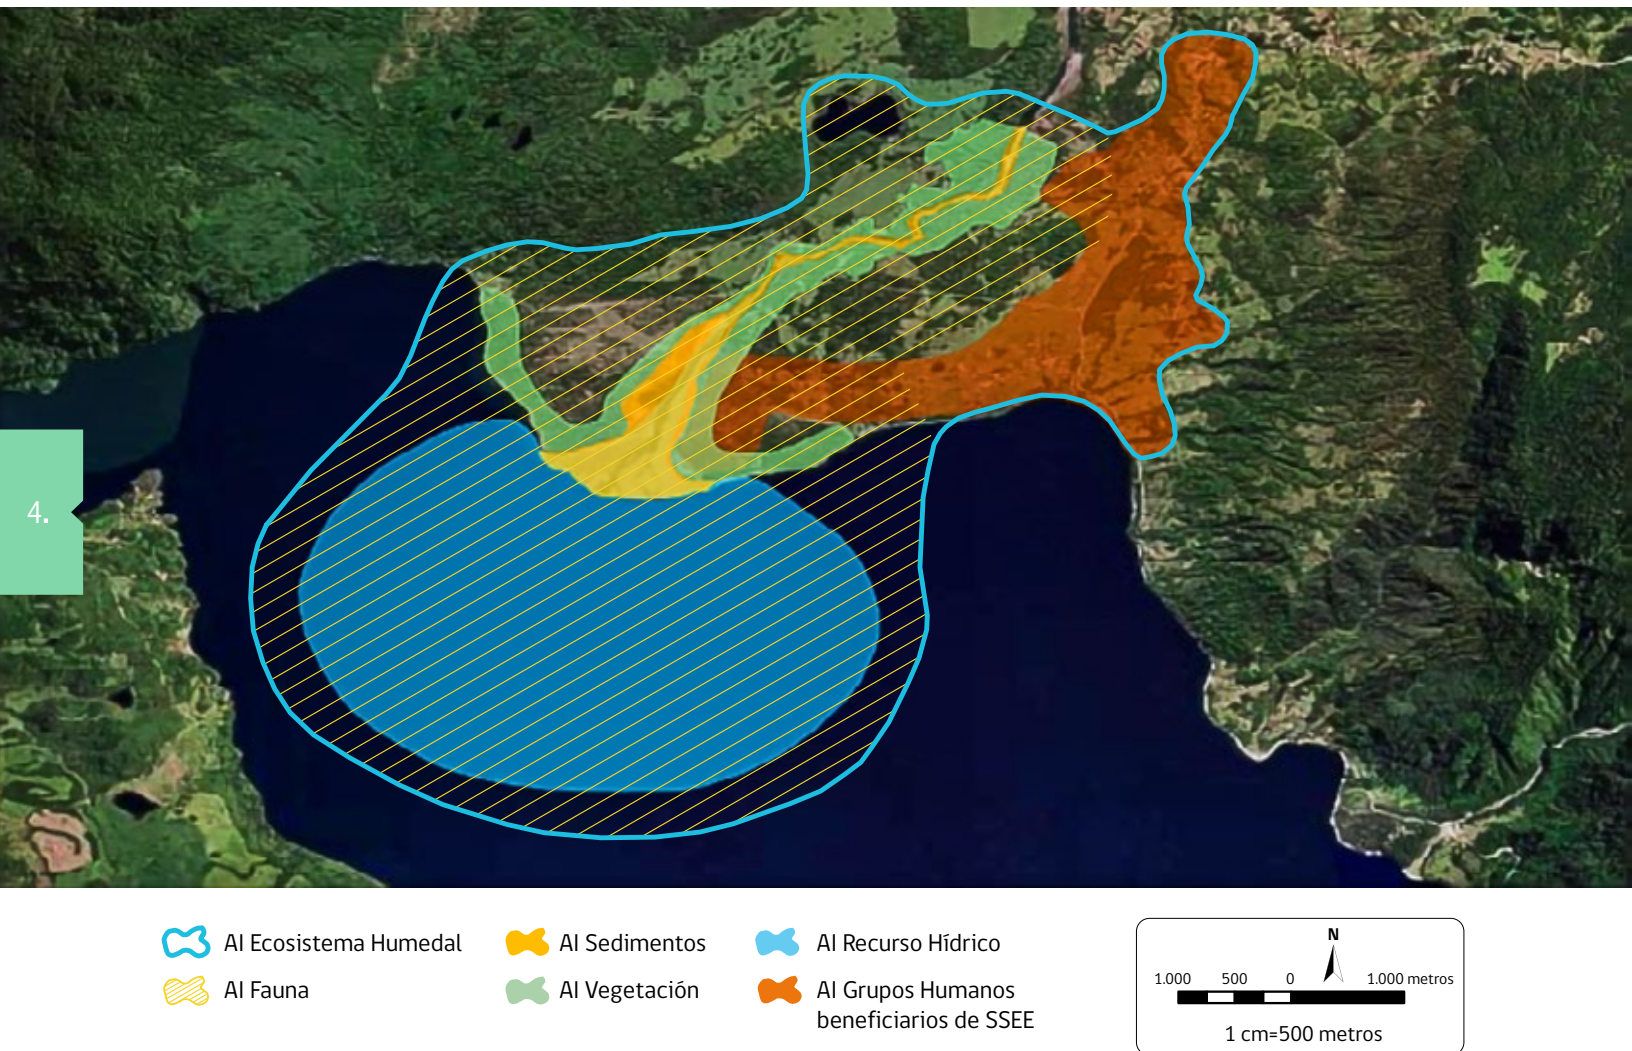 4.
AI Ecosistema Humedal
AI Fauna
AI Sedimentos
AI Vegetación
AI Recurso Hídrico
AI Grupos Humanos
beneficiarios de SSEE
N
1.000 500 0 1.000 metros
1 cm=500 metros